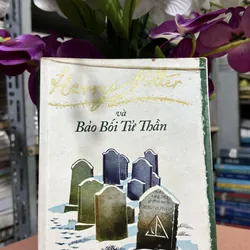 Harry Potter
và
Bảo Bối Tử Thần